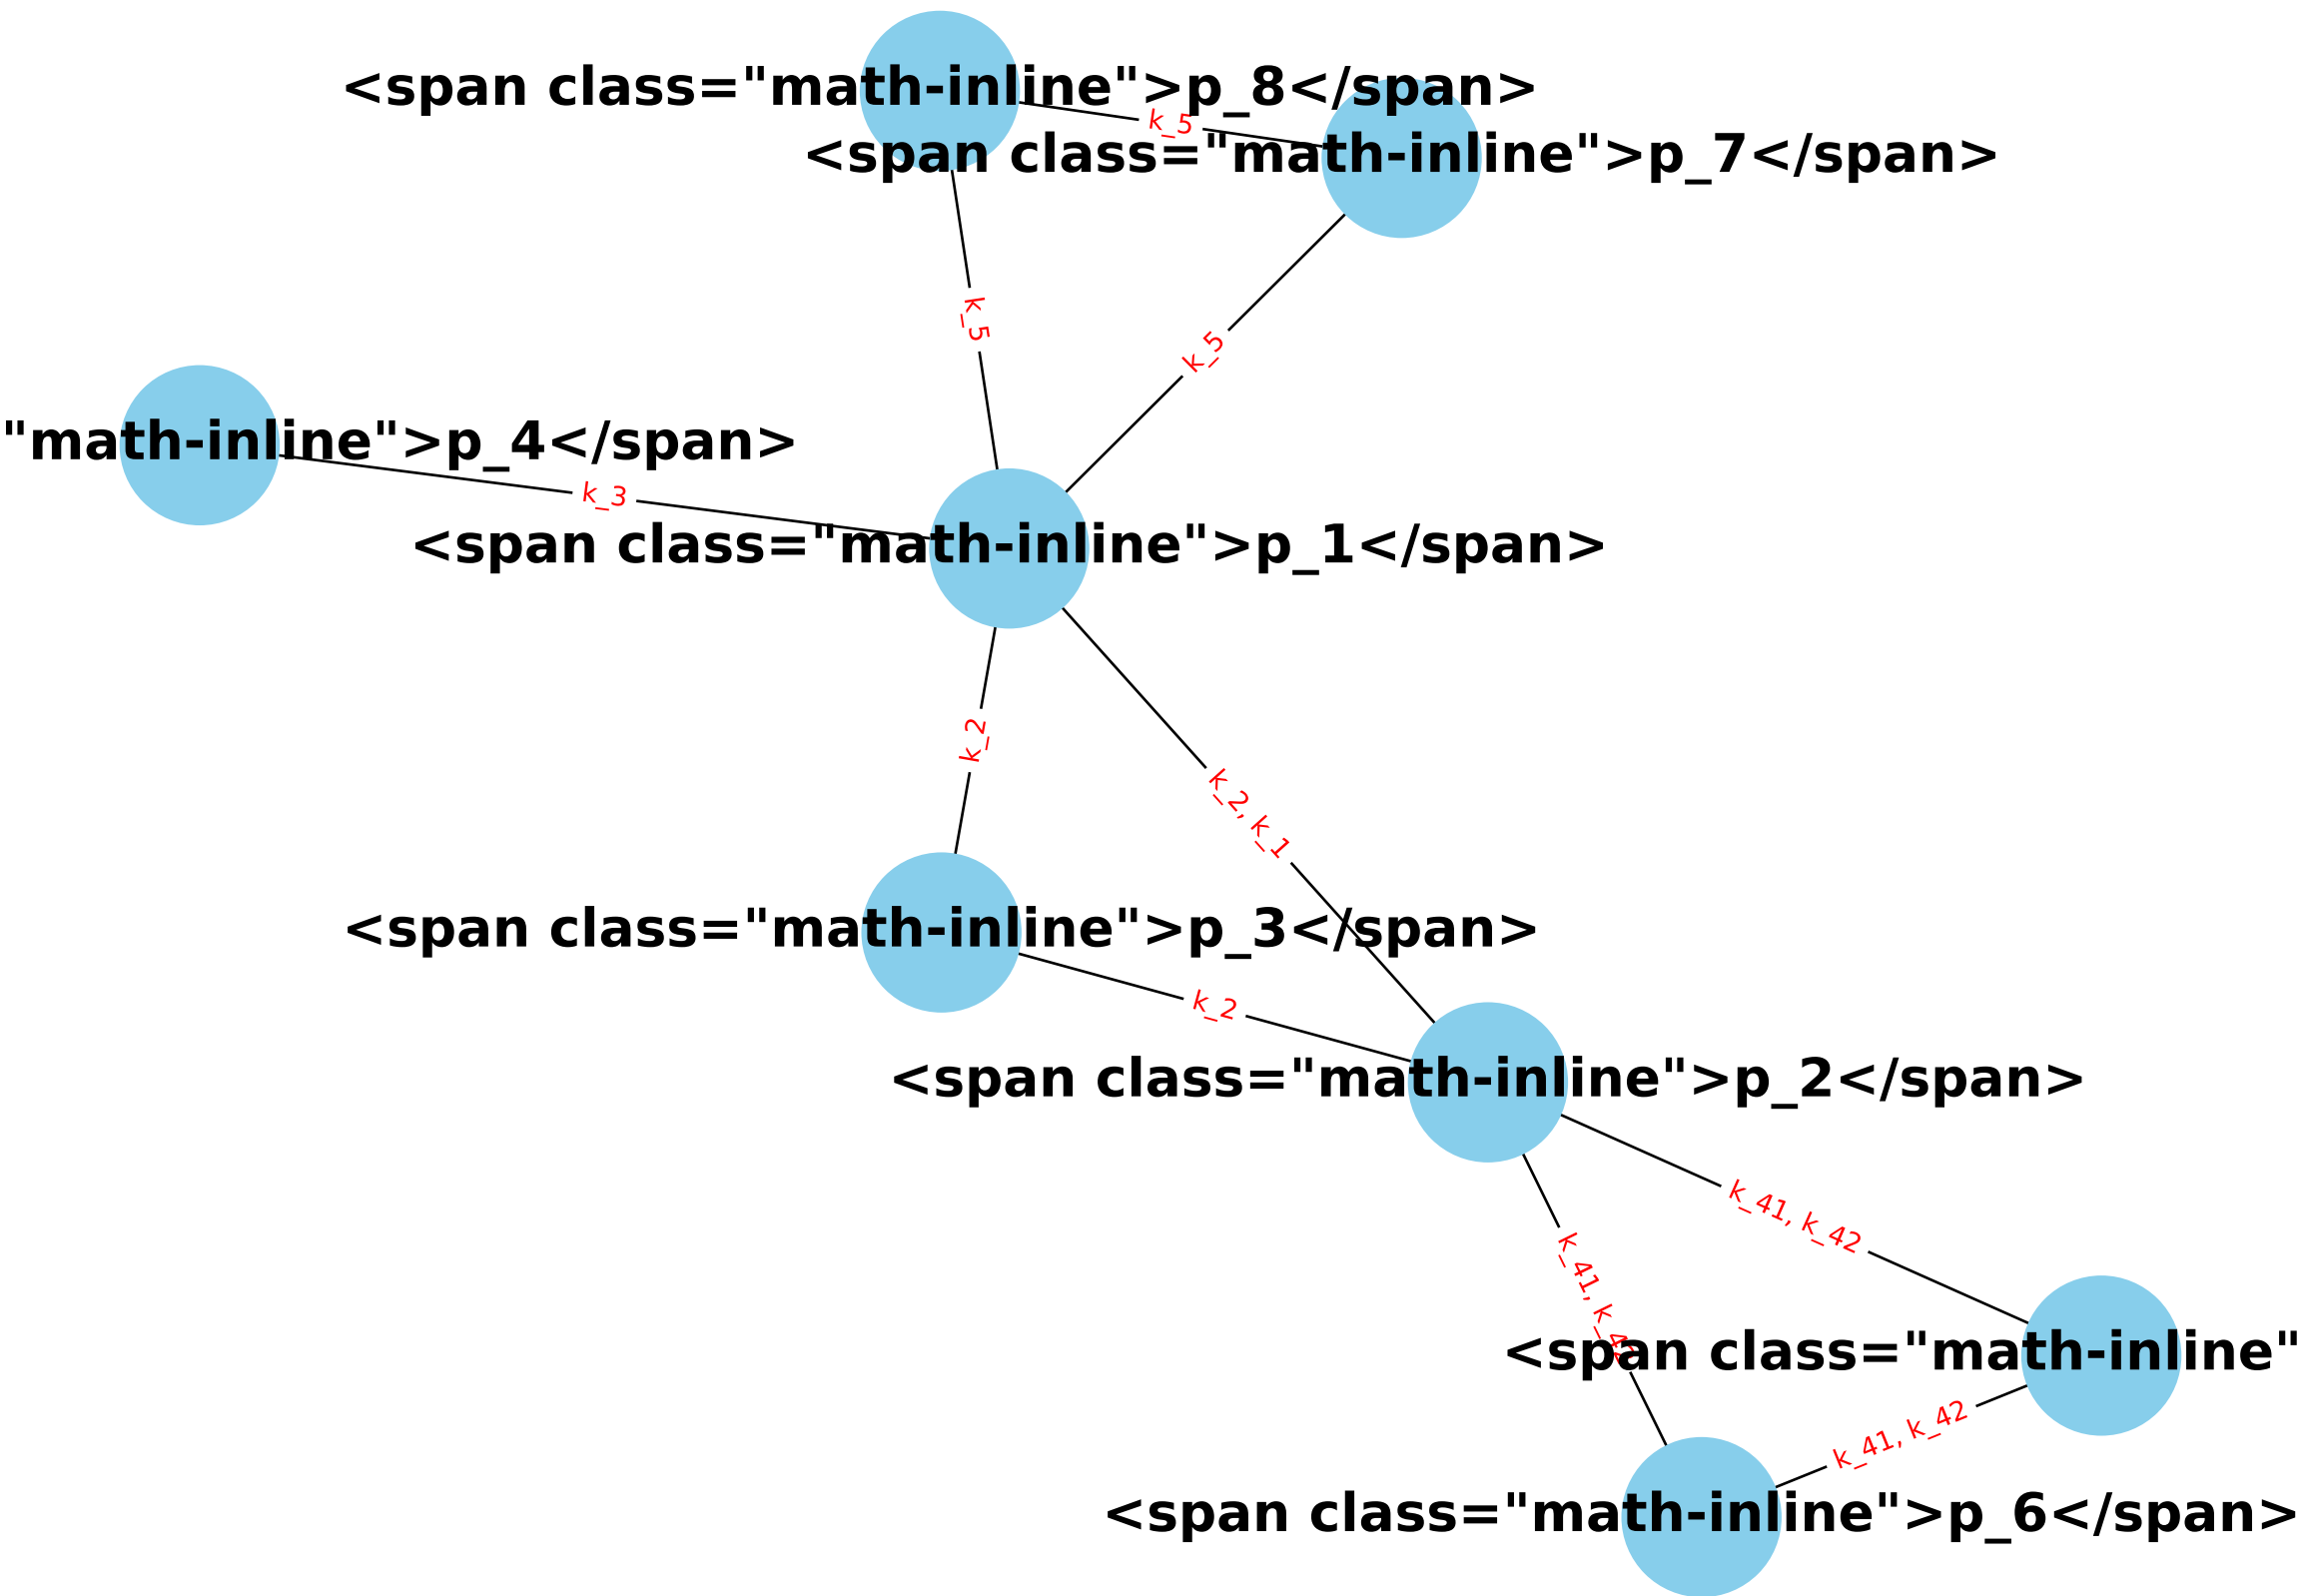 <span class="math-inline">p_8</span>
k_5
<span class="math-inline">p_7</span>
k_5
k_5
"math-inline">p_4</span>
k_3
<span class="math-inline">p_1</span>
k_2
k_2, k_1
<span class="math-inline">p_3</span>
k_2
<span class="math-inline">p_2</span>
k_41, k_42
k_41, k_42
<span class="math-inline"
k_41, k_42
<span class="math-inline">p_6</span>